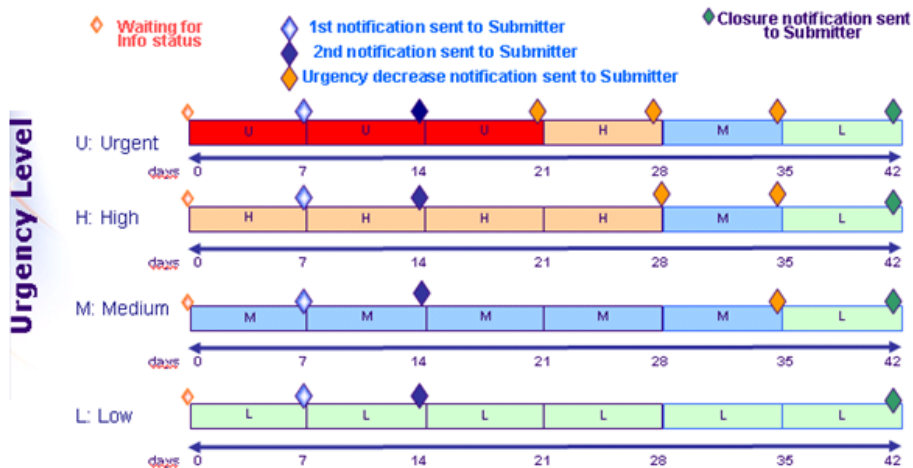 Waiting for
Info status
1st notification sent to Submitter
2nd notification sent to Submitter
Urgency decrease notification sent to Submitter
Closure notification sent
to Submitter
Urgency Level
U: Urgent
U U U H M L
days 0 7 14 21 28 35 42
H: High
H H H H M L
days 0 7 14 21 28 35 42
M: Medium
M M M M M L
days 0 7 14 21 28 35 42
L: Low
L L L L L L
days 0 7 14 21 28 35 42